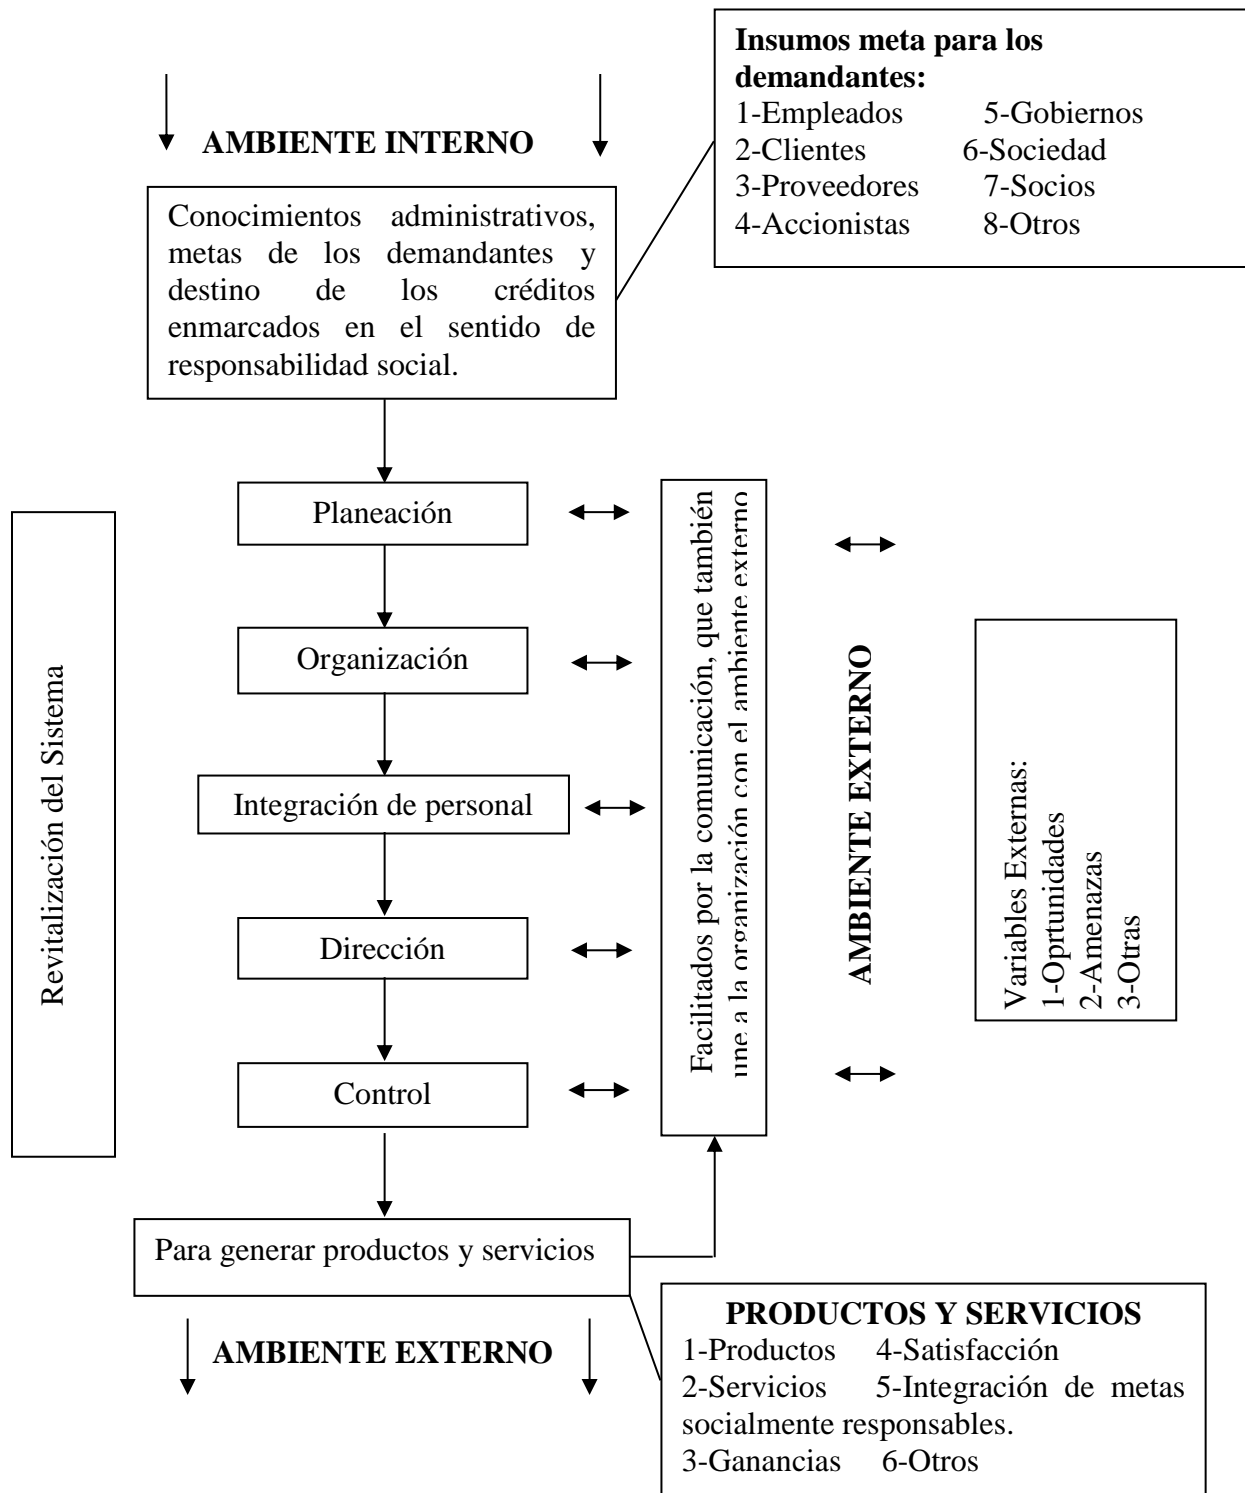 Insumos meta para los
demandantes:
1-Empleados 5-Gobiernos
2-Clientes 6-Sociedad
3-Proveedores 7-Socios
4-Accionistas 8-Otros
AMBIENTE INTERNO
Conocimientos administrativos,
metas de los demandantes y
destino de los créditos
enmarcados en el sentido de
responsabilidad social.
Revitalización del Sistema
Planeación
Organización
Integración de personal
Dirección
Control
Facilitados por la comunicación, que también
une a la organización con el ambiente externo
AMBIENTE EXTERNO
Variables Externas:
1-Oprtunidades
2-Amenazas
3-Otras
Para generar productos y servicios
AMBIENTE EXTERNO
PRODUCTOS Y SERVICIOS
1-Productos 4-Satisfacción
2-Servicios 5-Integración de metas
socialmente responsables.
3-Ganancias 6-Otros